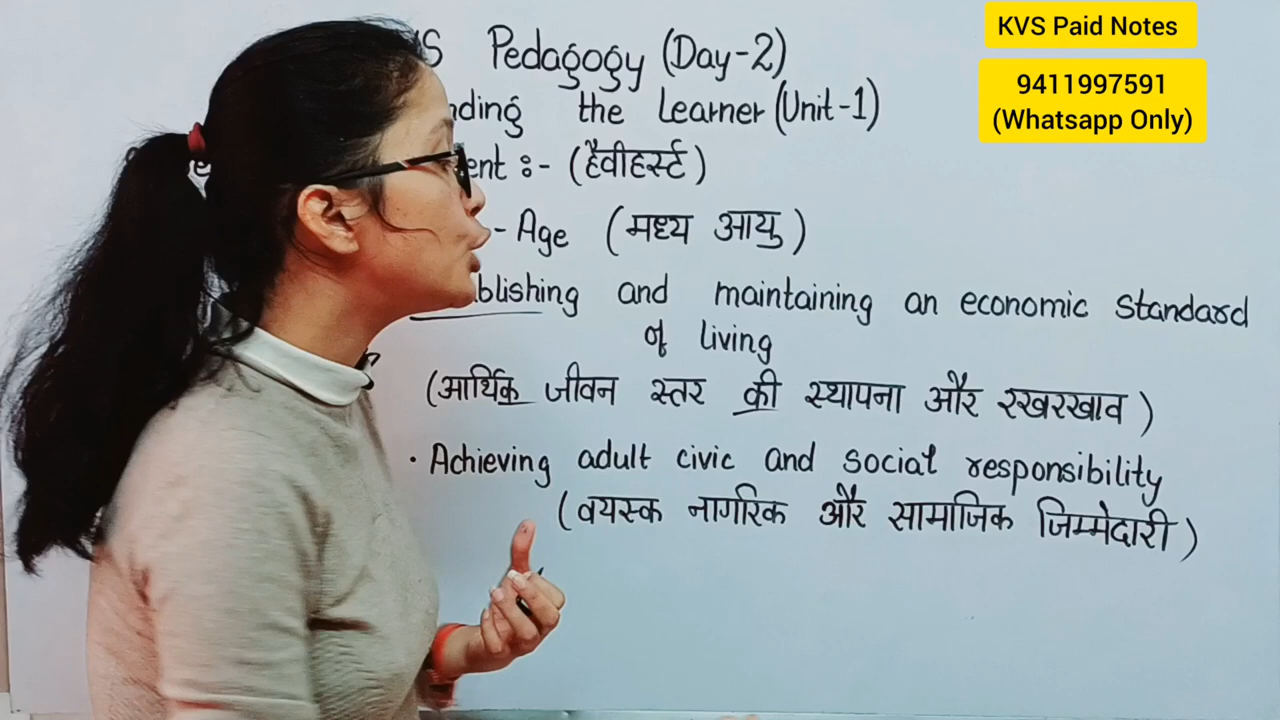 KVS Paid Notes
9411997591
(Whatsapp Only)
S Pedagogy (Day-2)
nding the Learner (Unit-1)
ent :- (हैवीहर्स्ट)
- Age (मध्य आयु)
ablishing and maintaining an economic standard
of living
(आर्थिक जीवन स्तर की स्थापना और रखरखाव)
· Achieving adult civic and social responsibility
(वयस्क नागरिक और सामाजिक जिम्मेदारी)